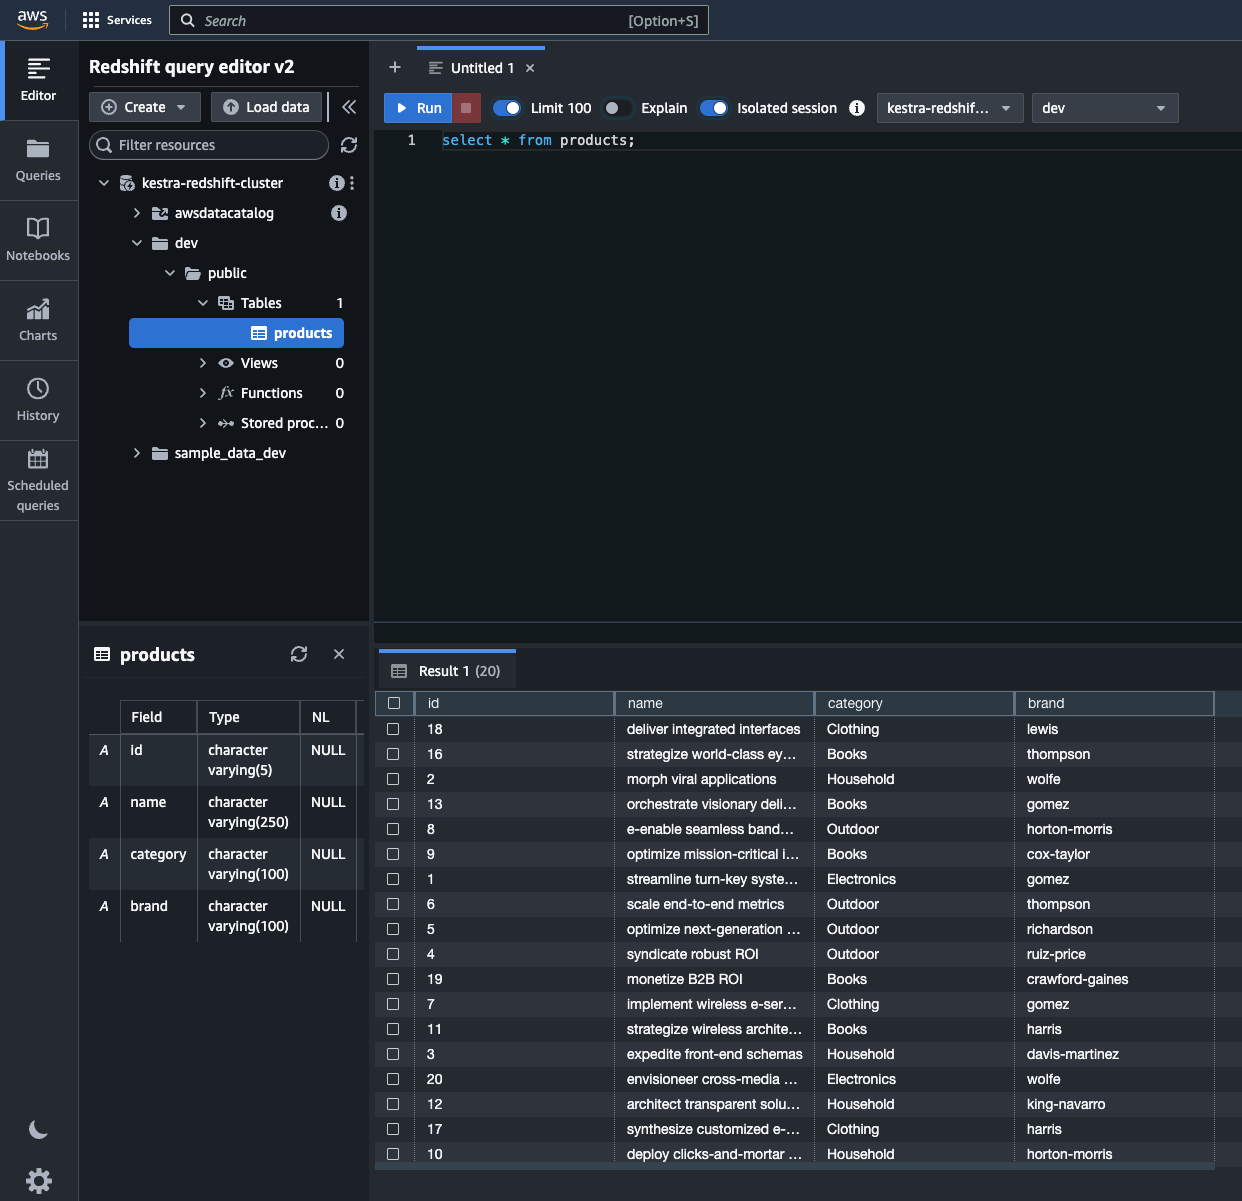 aws
Services
Search
[Option+S]
Editor
Queries
Notebooks
Charts
History
Scheduled
queries
Redshift query editor v2
Create
Load data
Filter resources
kestra-redshift-cluster
awsdatacatalog
dev
public
Tables 1
products
Views 0
fx Functions 0
Stored proc... 0
sample_data_dev
Untitled 1
Run
Limit 100
Explain
Isolated session
kestra-redshif...
dev
1 select * from products;
products
Field Type NL
A id character varying(5) NULL
A name character varying(250) NULL
A category character varying(100) NULL
A brand character varying(100) NULL
Result 1 (20)
id name category brand
18 deliver integrated interfaces Clothing lewis
16 strategize world-class ey... Books thompson
2 morph viral applications Household wolfe
13 orchestrate visionary deli... Books gomez
8 e-enable seamless band... Outdoor horton-morris
9 optimize mission-critical i... Books cox-taylor
1 streamline turn-key syste... Electronics gomez
6 scale end-to-end metrics Outdoor thompson
5 optimize next-generation ... Outdoor richardson
4 syndicate robust ROI Outdoor ruiz-price
19 monetize B2B ROI Books crawford-gaines
7 implement wireless e-ser... Clothing gomez
11 strategize wireless archite... Books harris
3 expedite front-end schemas Household davis-martinez
20 envisioneer cross-media ... Electronics wolfe
12 architect transparent solu... Household king-navarro
17 synthesize customized e-... Clothing harris
10 deploy clicks-and-mortar ... Household horton-morris